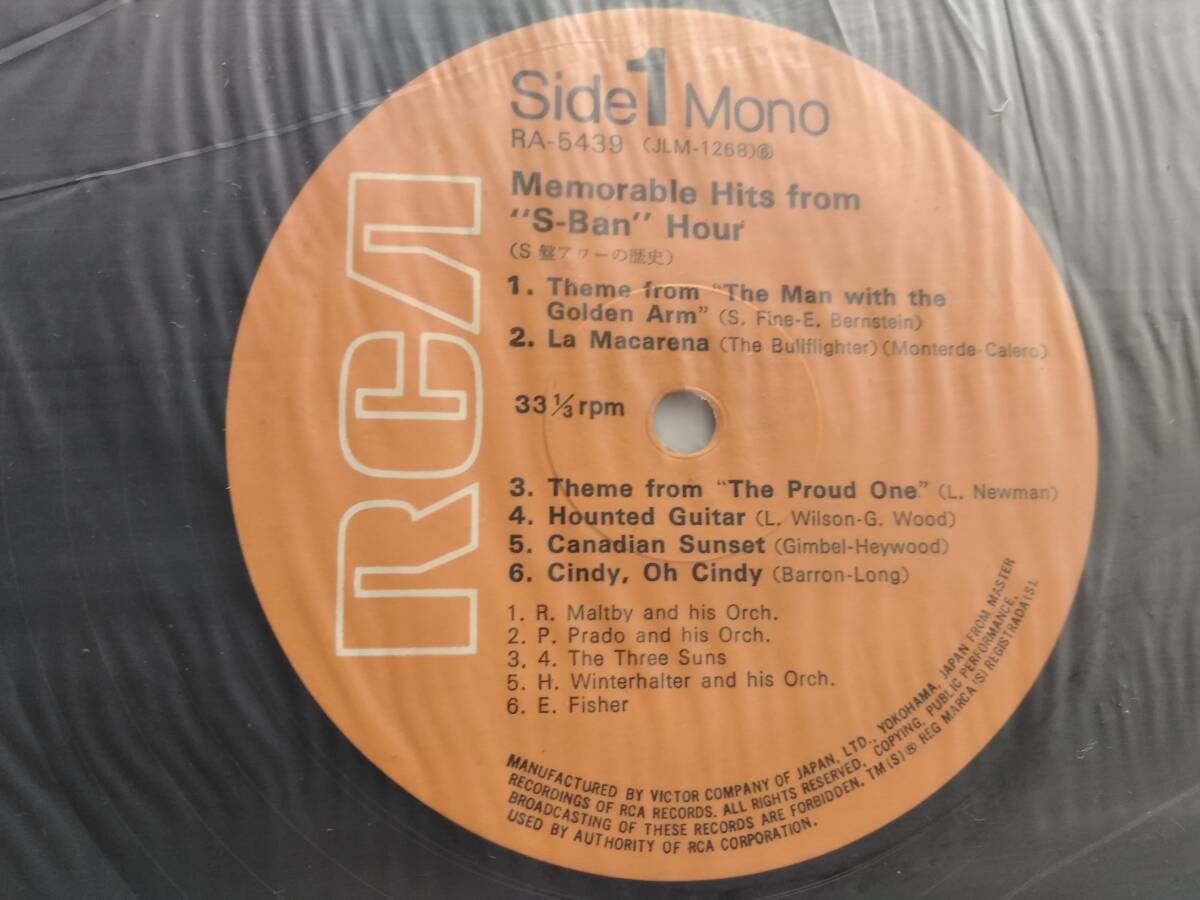 Side 1 Mono
RA-5439 (JLM-1268)⑥
Memorable Hits from
"S-Ban" Hour
(S 盤アワーの歴史)
1. Theme from "The Man with the
Golden Arm" (S. Fine-E. Bernstein)
2. La Macarena (The Bullflighter) (Monterde-Calero)
33 1/3 rpm
3. Theme from "The Proud One" (L. Newman)
4. Hounted Guitar (L. Wilson-G. Wood)
5. Canadian Sunset (Gimbel-Heywood)
6. Cindy, Oh Cindy (Barron-Long)
1. R. Maltby and his Orch.
2. P. Prado and his Orch.
3, 4. The Three Suns
5. H. Winterhalter and his Orch.
6. E. Fisher
RCA
MANUFACTURED BY VICTOR COMPANY OF JAPAN, LTD., YOKOHAMA, JAPAN FROM MASTER
RECORDINGS OF RCA RECORDS. ALL RIGHTS RESERVED, COPYING, PUBLIC PERFORMANCE,
BROADCASTING OF THESE RECORDS ARE FORBIDDEN. TM(S)® REG MARCA(S) REGISTRADA(S)
USED BY AUTHORITY OF RCA CORPORATION.